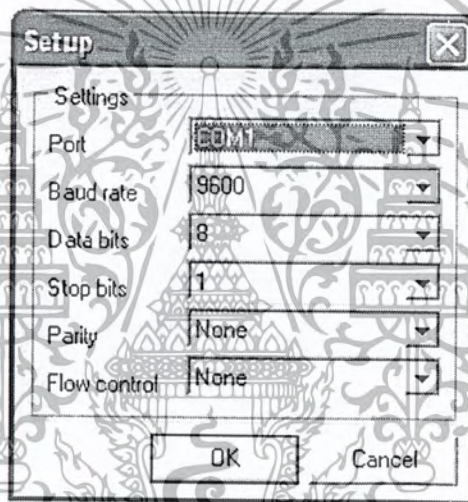 Setup
Settings
Port COM1
Baud rate 9600
Data bits 8
Stop bits 1
Parity None
Flow control None
OK Cancel